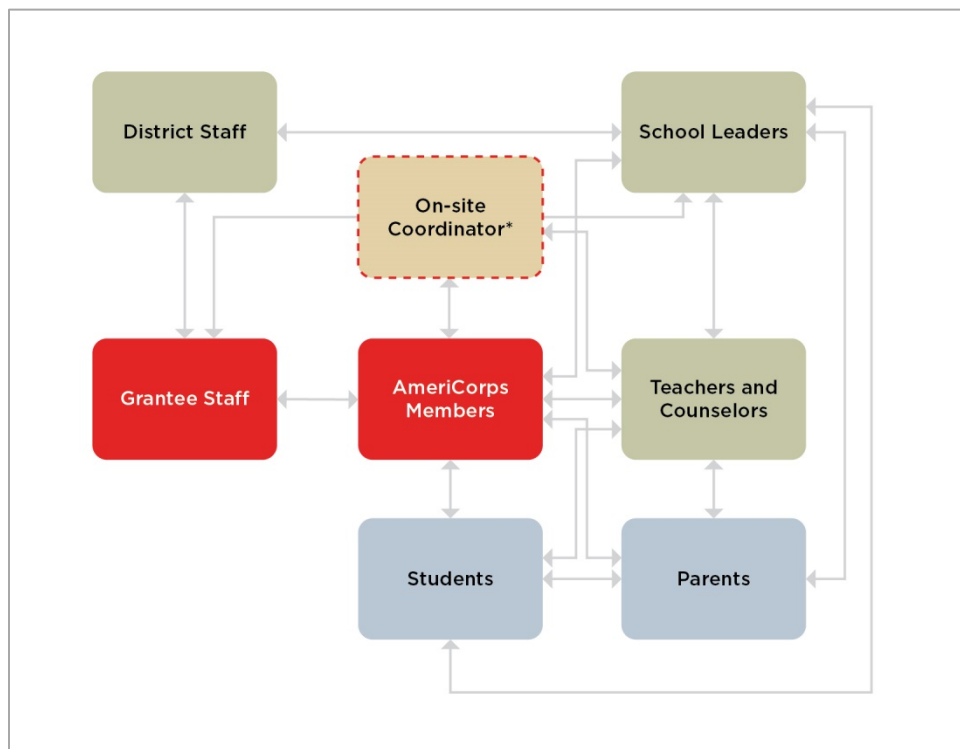 District Staff
School Leaders
On-site
Coordinator*
Grantee Staff
AmeriCorps
Members
Teachers and
Counselors
Students
Parents